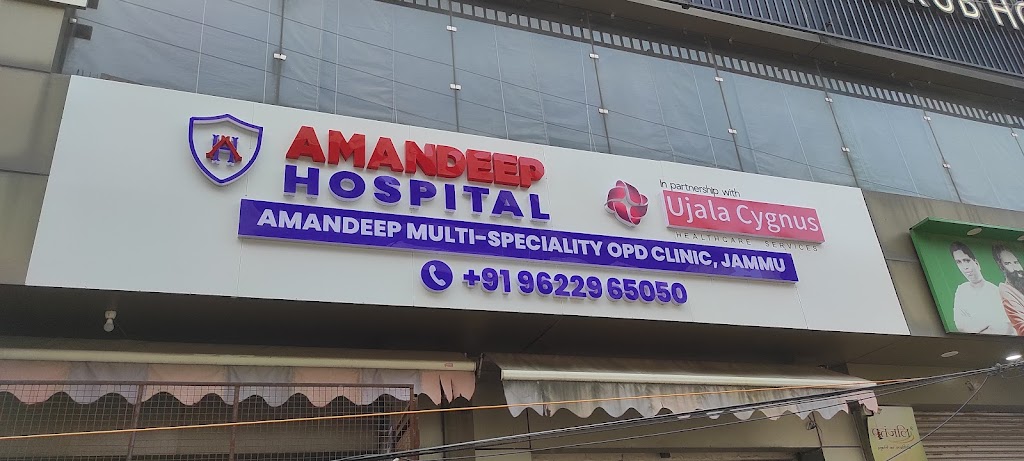 AMANDEEP
HOSPITAL
In partnership with
Ujala Cygnus
HEALTHCARE SERVICES
AMANDEEP MULTI-SPECIALITY OPD CLINIC, JAMMU
+91 96229 65050